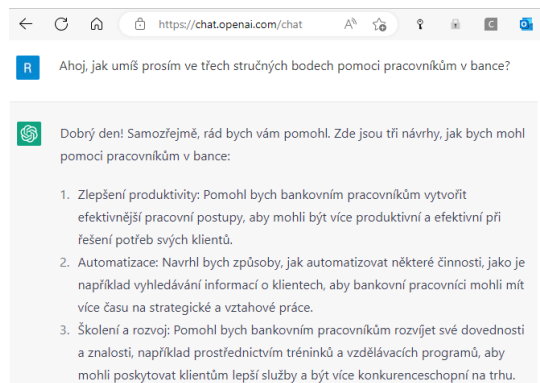 https://chat.openai.com/chat
R Ahoj, jak umíš prosím ve třech stručných bodech pomoci pracovníkům v bance?
Dobrý den! Samozřejmě, rád bych vám pomohl. Zde jsou tři návrhy, jak bych mohl
pomoci pracovníkům v bance:
1. Zlepšení produktivity: Pomohl bych bankovním pracovníkům vytvořit
efektivnější pracovní postupy, aby mohli být více produktivní a efektivní při
řešení potřeb svých klientů.
2. Automatizace: Navrhl bych způsoby, jak automatizovat některé činnosti, jako je
například vyhledávání informací o klientech, aby bankovní pracovníci mohli mít
více času na strategické a vztahové práce.
3. Školení a rozvoj: Pomohl bych bankovním pracovníkům rozvíjet své dovednosti
a znalosti, například prostřednictvím tréninků a vzdělávacích programů, aby
mohli poskytovat klientům lepší služby a být více konkurenceschopní na trhu.